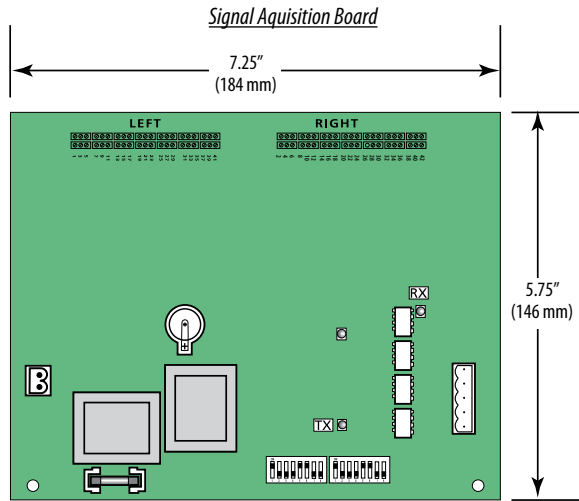 Signal Aquisition Board
7.25"
(184 mm)
LEFT RIGHT
5.75"
(146 mm)
RX
TX